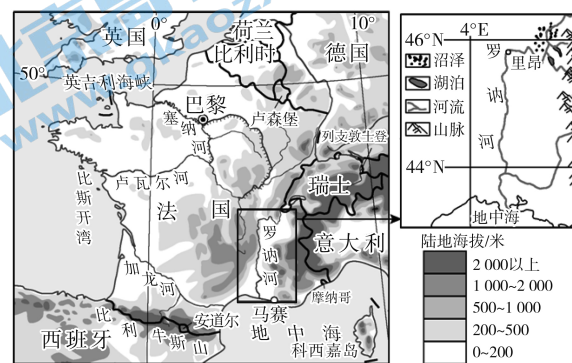 英国
0°
荷兰
10°
比利时
德国
50°
英吉利海峡
巴黎
卢森堡
塞纳河
列支敦士登
比斯开湾
卢瓦尔河
瑞士
法国
罗讷河
意大利
加龙河
摩纳哥
马赛
比利牛斯山
安道尔
地中海
西班牙
科西嘉岛
4°E
46°N
罗讷河
里昂
沼泽
湖泊
河流
山脉
44°N
地中海
陆地海拔/米
2 000以上
1 000~2 000
500~1 000
200~500
0~200